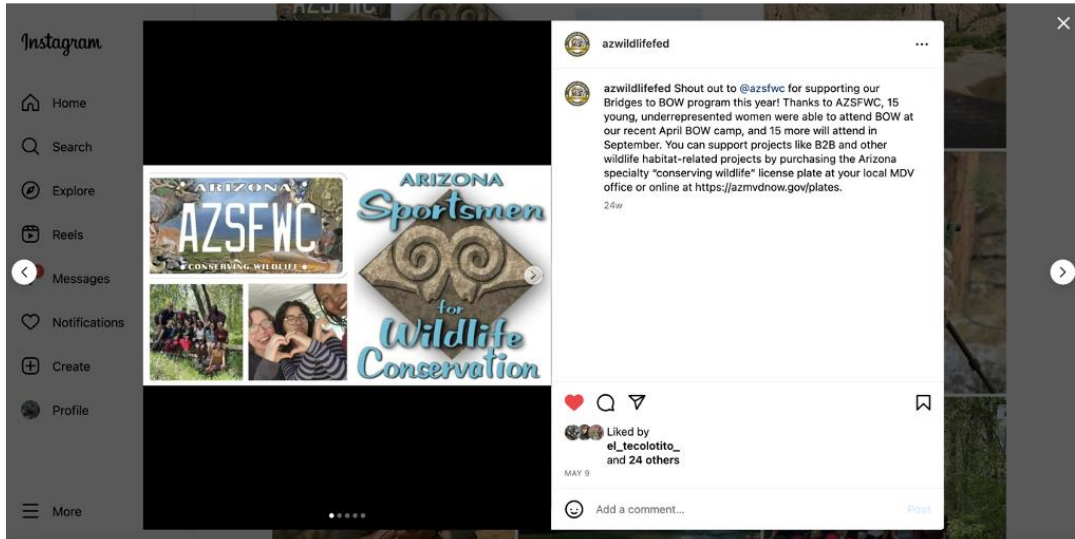 Instagram
Home
Search
Explore
Reels
Messages
Notifications
Create
Profile
More
ARIZONA
AZSFWC
CONSERVING WILDLIFE
ARIZONA
Sportsmen
for
Wildlife
Conservation
azwildlifefed
azwildlifefed Shout out to @azsfwc for supporting our
Bridges to BOW program this year! Thanks to AZSFWC, 15
young, underrepresented women were able to attend BOW at
our recent April BOW camp, and 15 more will attend in
September. You can support projects like B2B and other
wildlife habitat-related projects by purchasing the Arizona
specialty “conserving wildlife” license plate at your local MDV
office or online at https://azmvdnow.gov/plates.
24w
Liked by
el_tecolotito_
and 24 others
MAY 9
Add a comment...
Post